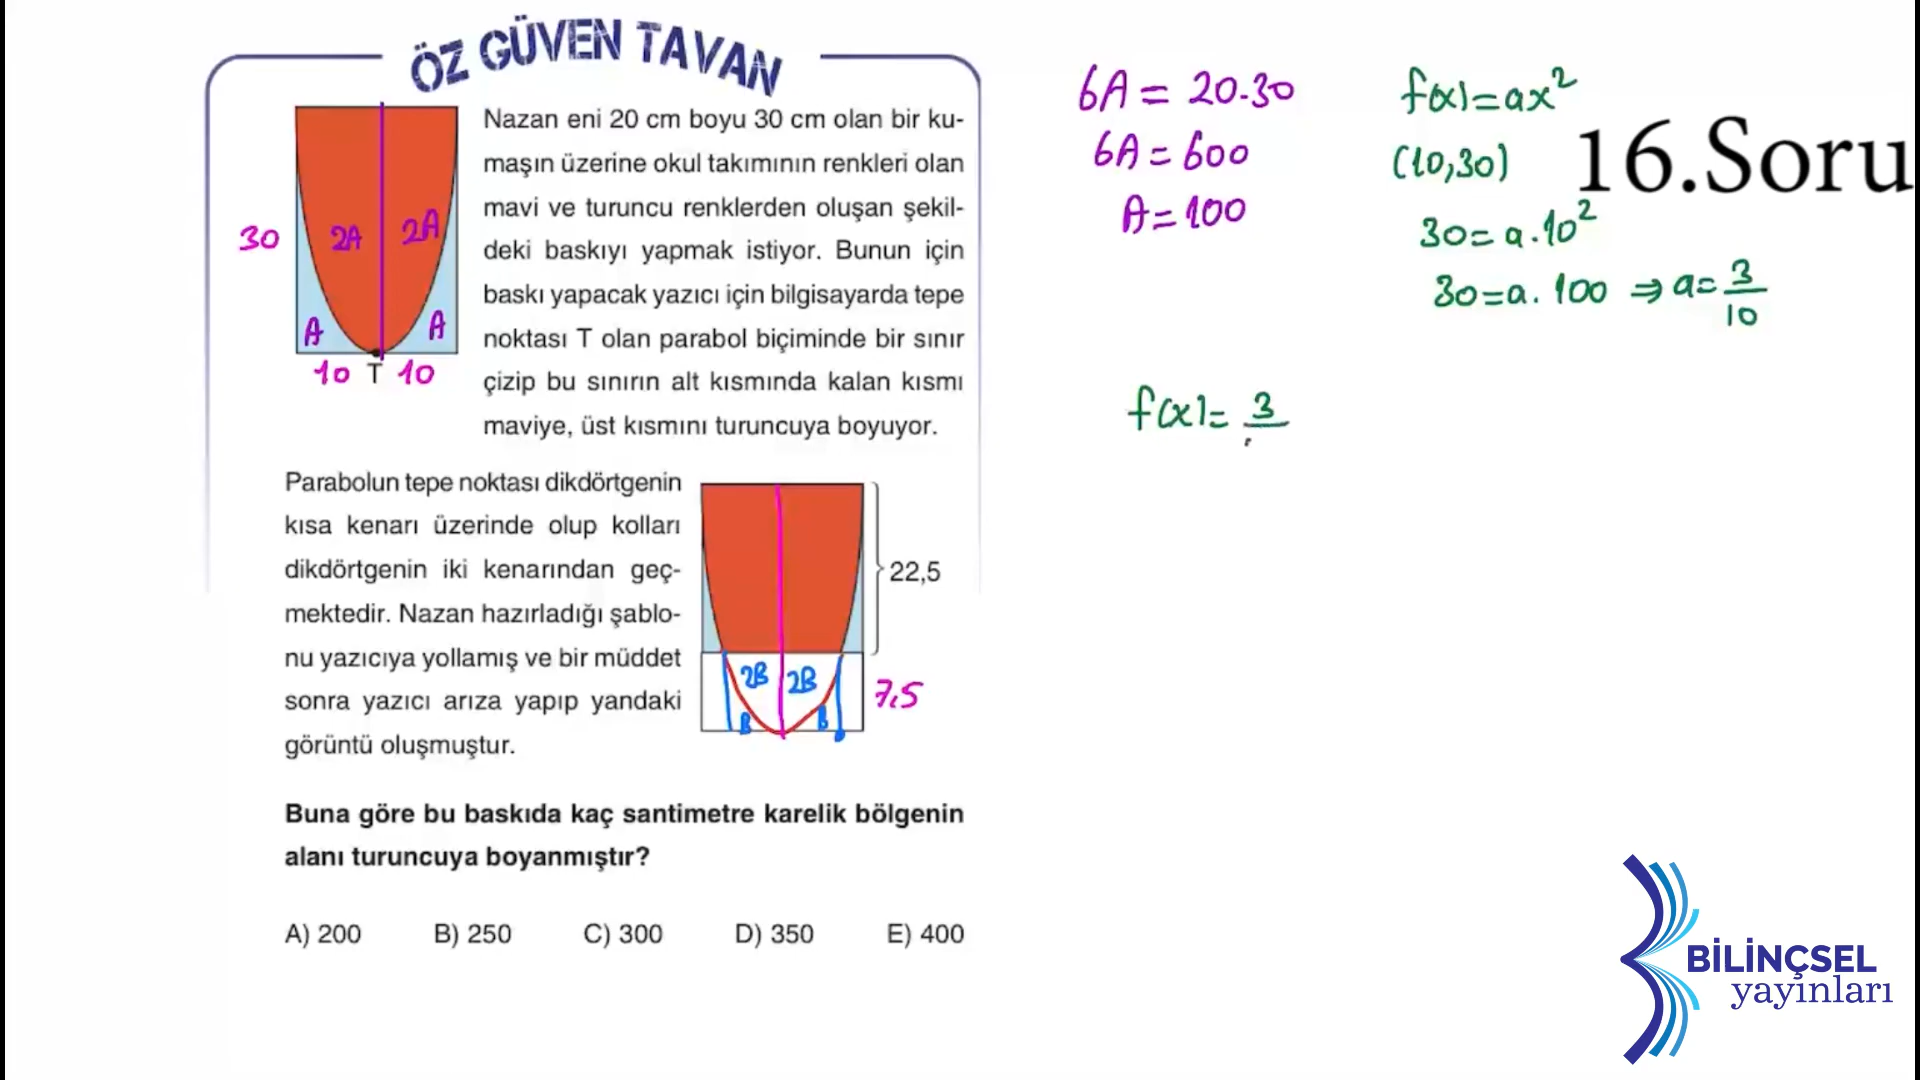 ÖZ GÜVEN TAVAN
Nazan eni 20 cm boyu 30 cm olan bir ku-
maşın üzerine okul takımının renkleri olan
mavi ve turuncu renklerden oluşan şekil-
deki baskıyı yapmak istiyor. Bunun için
baskı yapacak yazıcı için bilgisayarda tepe
noktası T olan parabol biçiminde bir sınır
çizip bu sınırın alt kısmında kalan kısmı
maviye, üst kısmını turuncuya boyuyor.
30
2A 2A
A A
10 T 10
Parabolun tepe noktası dikdörtgenin
kısa kenarı üzerinde olup kolları
dikdörtgenin iki kenarından geç-
mektedir. Nazan hazırladığı şablo-
nu yazıcıya yollamış ve bir müddet
sonra yazıcı arıza yapıp yandaki
görüntü oluşmuştur.
22,5
2B 2B
B B
7,5
Buna göre bu baskıda kaç santimetre karelik bölgenin
alanı turuncuya boyanmıştır?
A) 200 B) 250 C) 300 D) 350 E) 400
6A = 20.30
6A = 600
A = 100
f(x) = ax²
(10,30)
30 = a.10²
30 = a.100 ⇒ a = 3/10
f(x) = 3
16.Soru
BİLİNÇSEL
yayınları